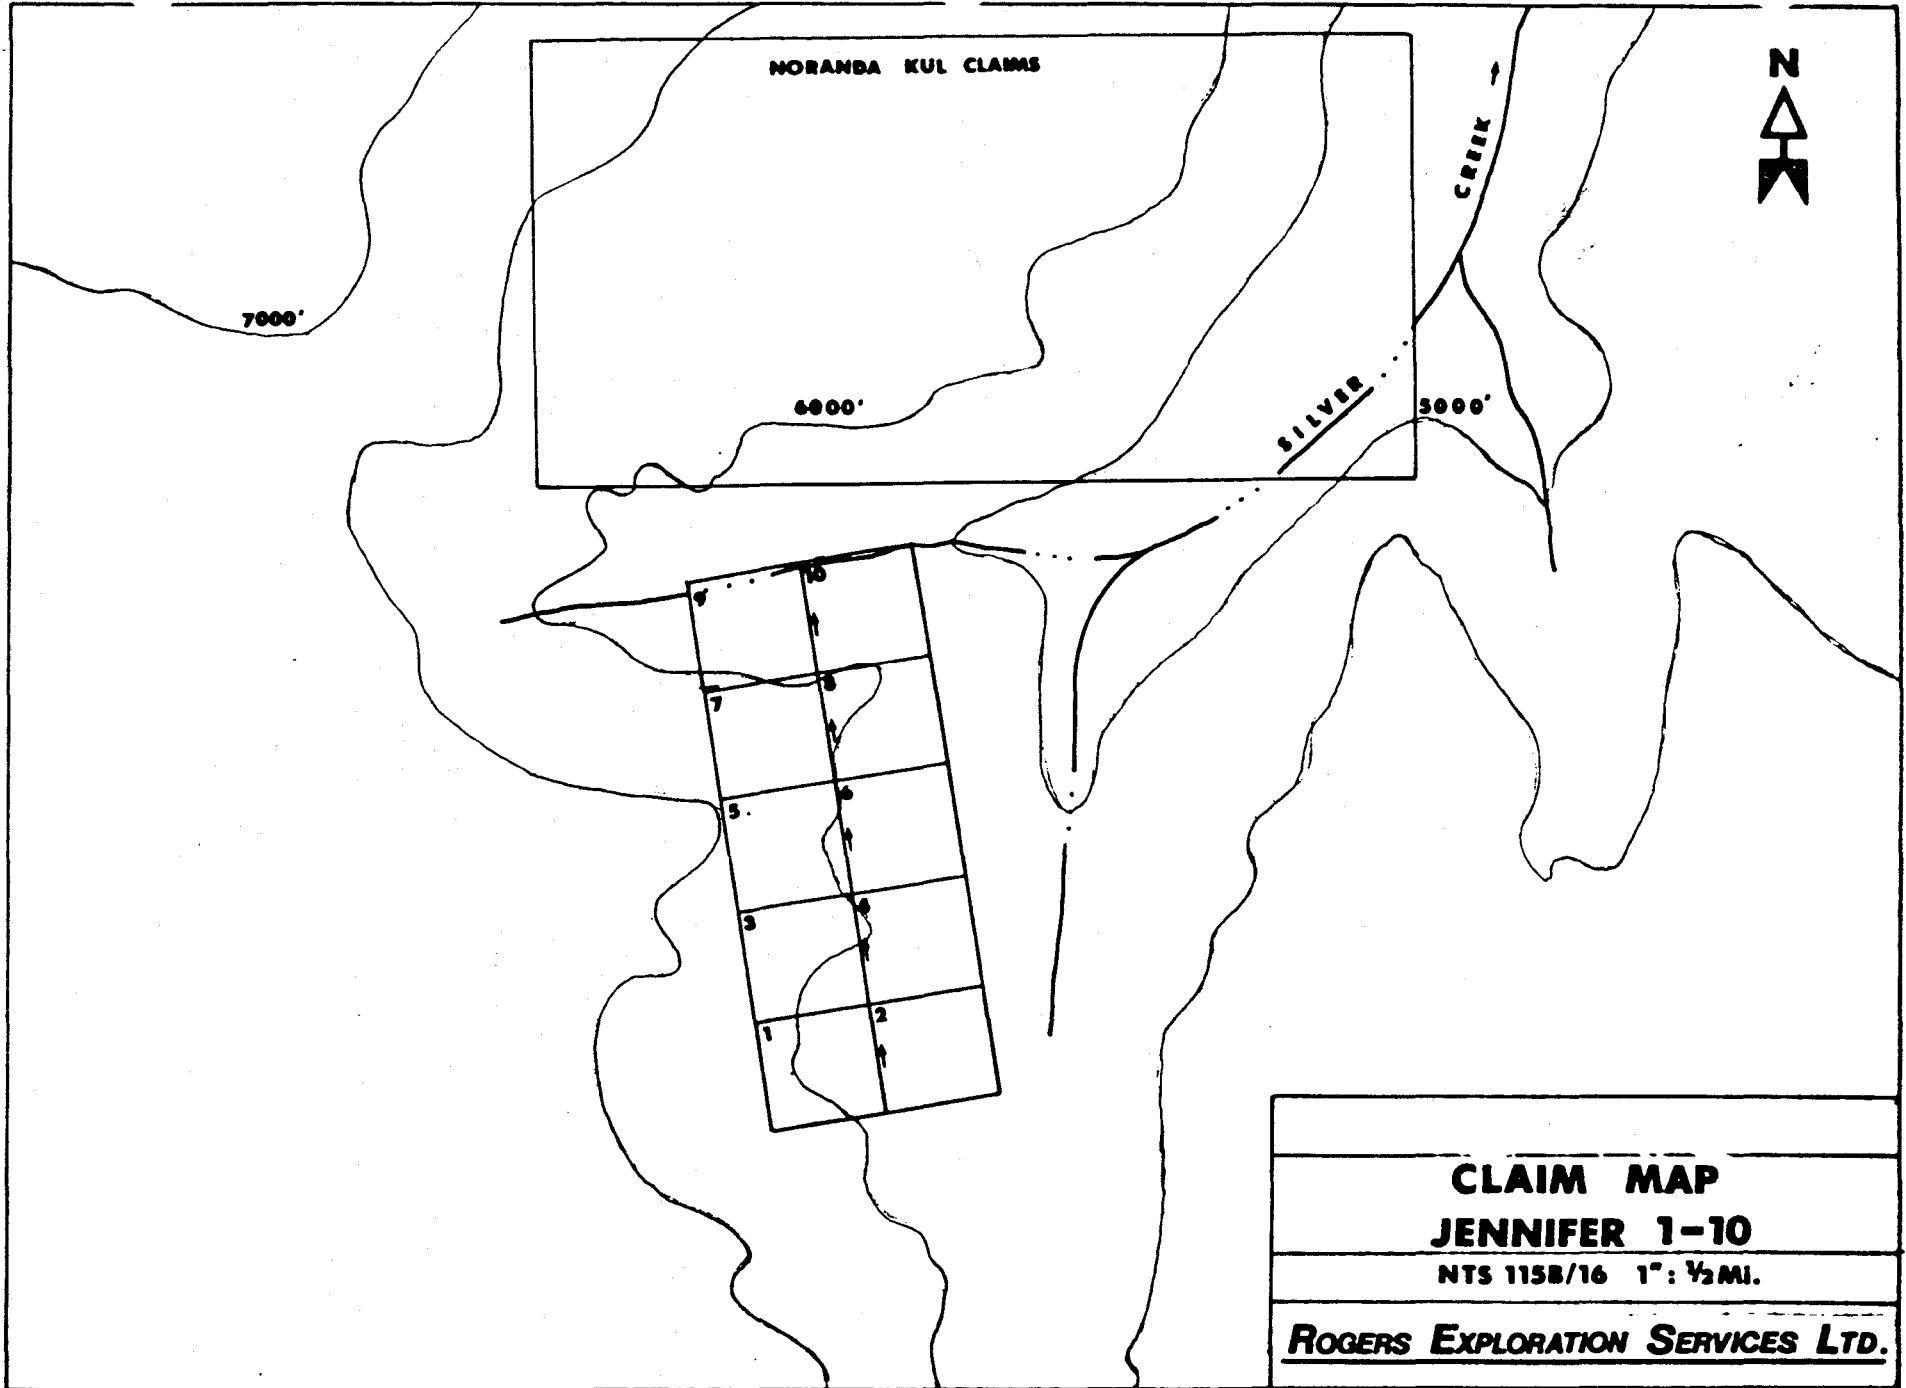 NORANDA KUL CLAIMS
N
CREEK
7000'
6000'
SILVER
5000'
10
9
8
7
6
5
4
3
2
1
CLAIM MAP
JENNIFER 1-10
NTS 115B/16 1": ½MI.
ROGERS EXPLORATION SERVICES LTD.